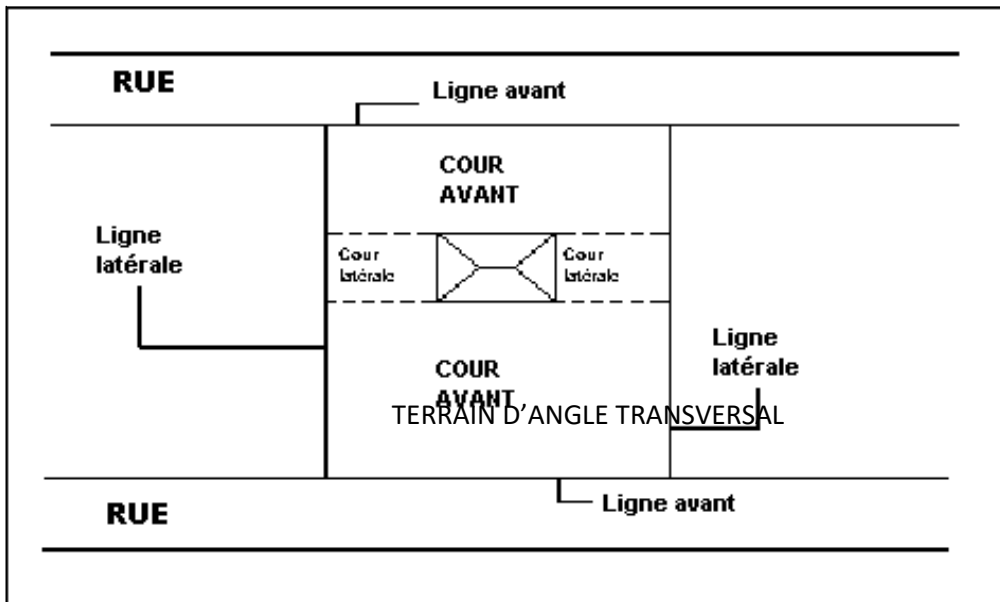 RUE
Ligne avant
COUR
AVANT
Ligne
latérale
Cour
latérale
Cour
latérale
Ligne
latérale
COUR
AVANT
TERRAIN D’ANGLE TRANSVERSAL
Ligne avant
RUE